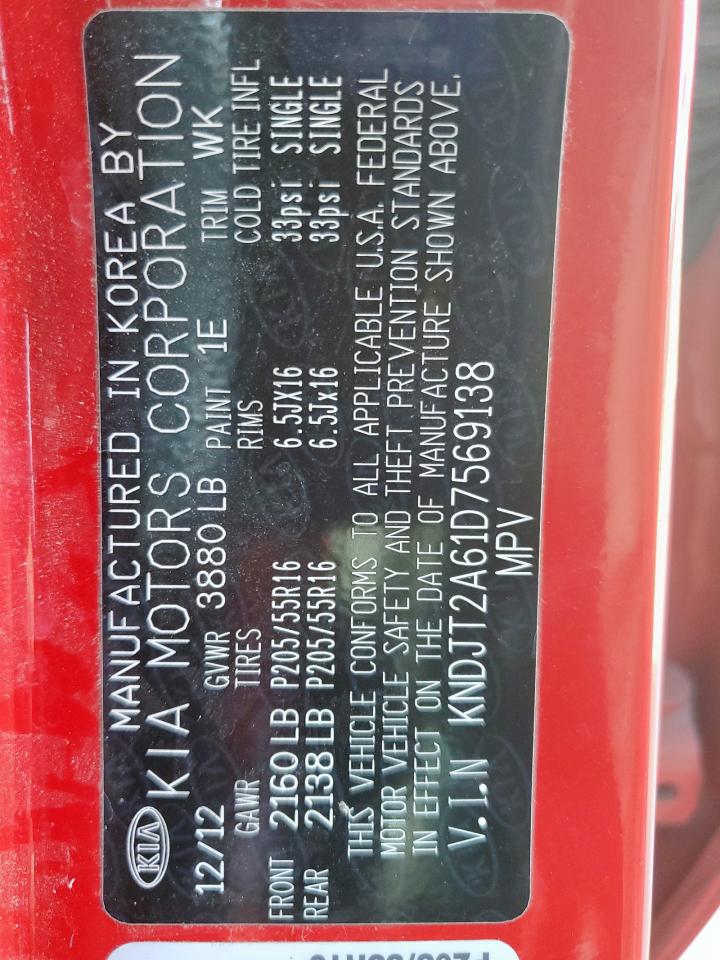 MANUFACTURED IN KOREA BY
KIA KIA MOTORS CORPORATION
12/12 GVWR 3880 LB PAINT 1E TRIM WK
GAWR TIRES RIMS COLD TIRE INFL
FRONT 2160 LB P205/55R16 6.5JX16 33psi SINGLE
REAR 2138 LB P205/55R16 6.5Jx16 33psi SINGLE
THIS VEHICLE CONFORMS TO ALL APPLICABLE U.S.A. FEDERAL
MOTOR VEHICLE SAFETY AND THEFT PREVENTION STANDARDS
IN EFFECT ON THE DATE OF MANUFACTURE SHOWN ABOVE.
V.I.N KNDJT2A61D7569138
MPV